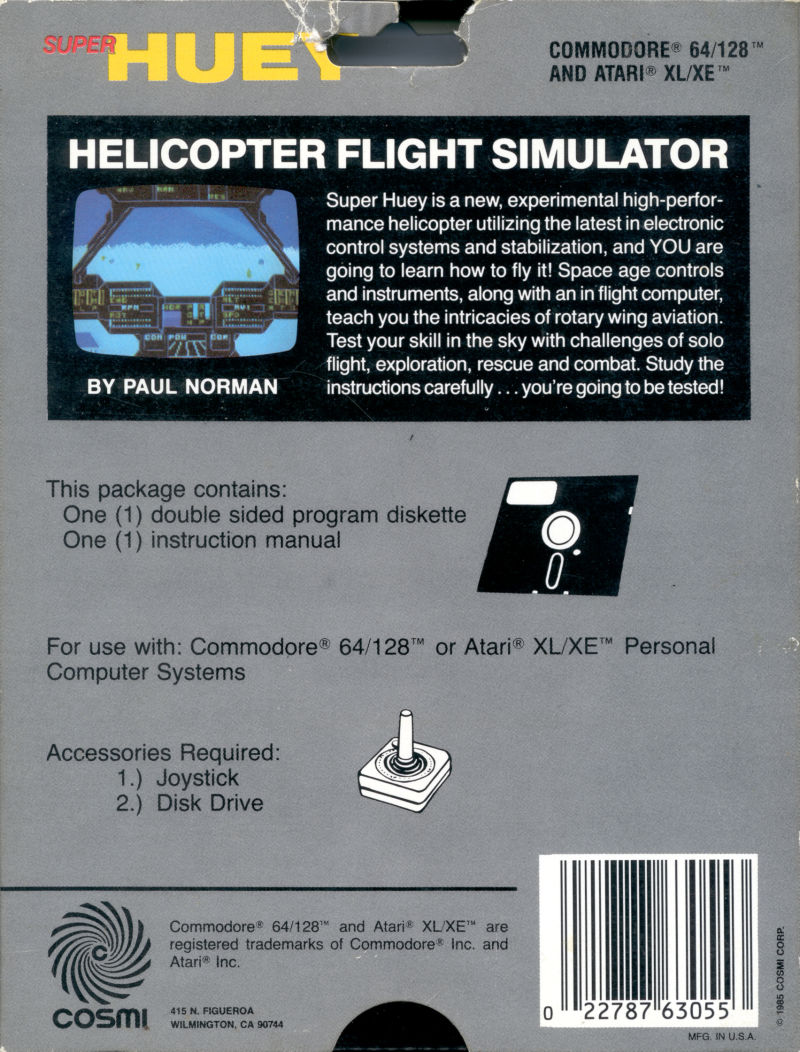 SUPER HUEY
COMMODORE® 64/128™
AND ATARI® XL/XE™
HELICOPTER FLIGHT SIMULATOR
Super Huey is a new, experimental high-perfor-
mance helicopter utilizing the latest in electronic
control systems and stabilization, and YOU are
going to learn how to fly it! Space age controls
and instruments, along with an in flight computer,
teach you the intricacies of rotary wing aviation.
Test your skill in the sky with challenges of solo
flight, exploration, rescue and combat. Study the
instructions carefully . . . you're going to be tested!
BY PAUL NORMAN
This package contains:
One (1) double sided program diskette
One (1) instruction manual
For use with: Commodore® 64/128™ or Atari® XL/XE™ Personal
Computer Systems
Accessories Required:
1.) Joystick
2.) Disk Drive
Commodore® 64/128™ and Atari® XL/XE™ are
registered trademarks of Commodore® Inc. and
Atari® Inc.
COSMI
415 N. FIGUEROA
WILMINGTON, CA 90744
0 22787 63055
© 1985 COSMI CORP.
MFG. IN U.S.A.